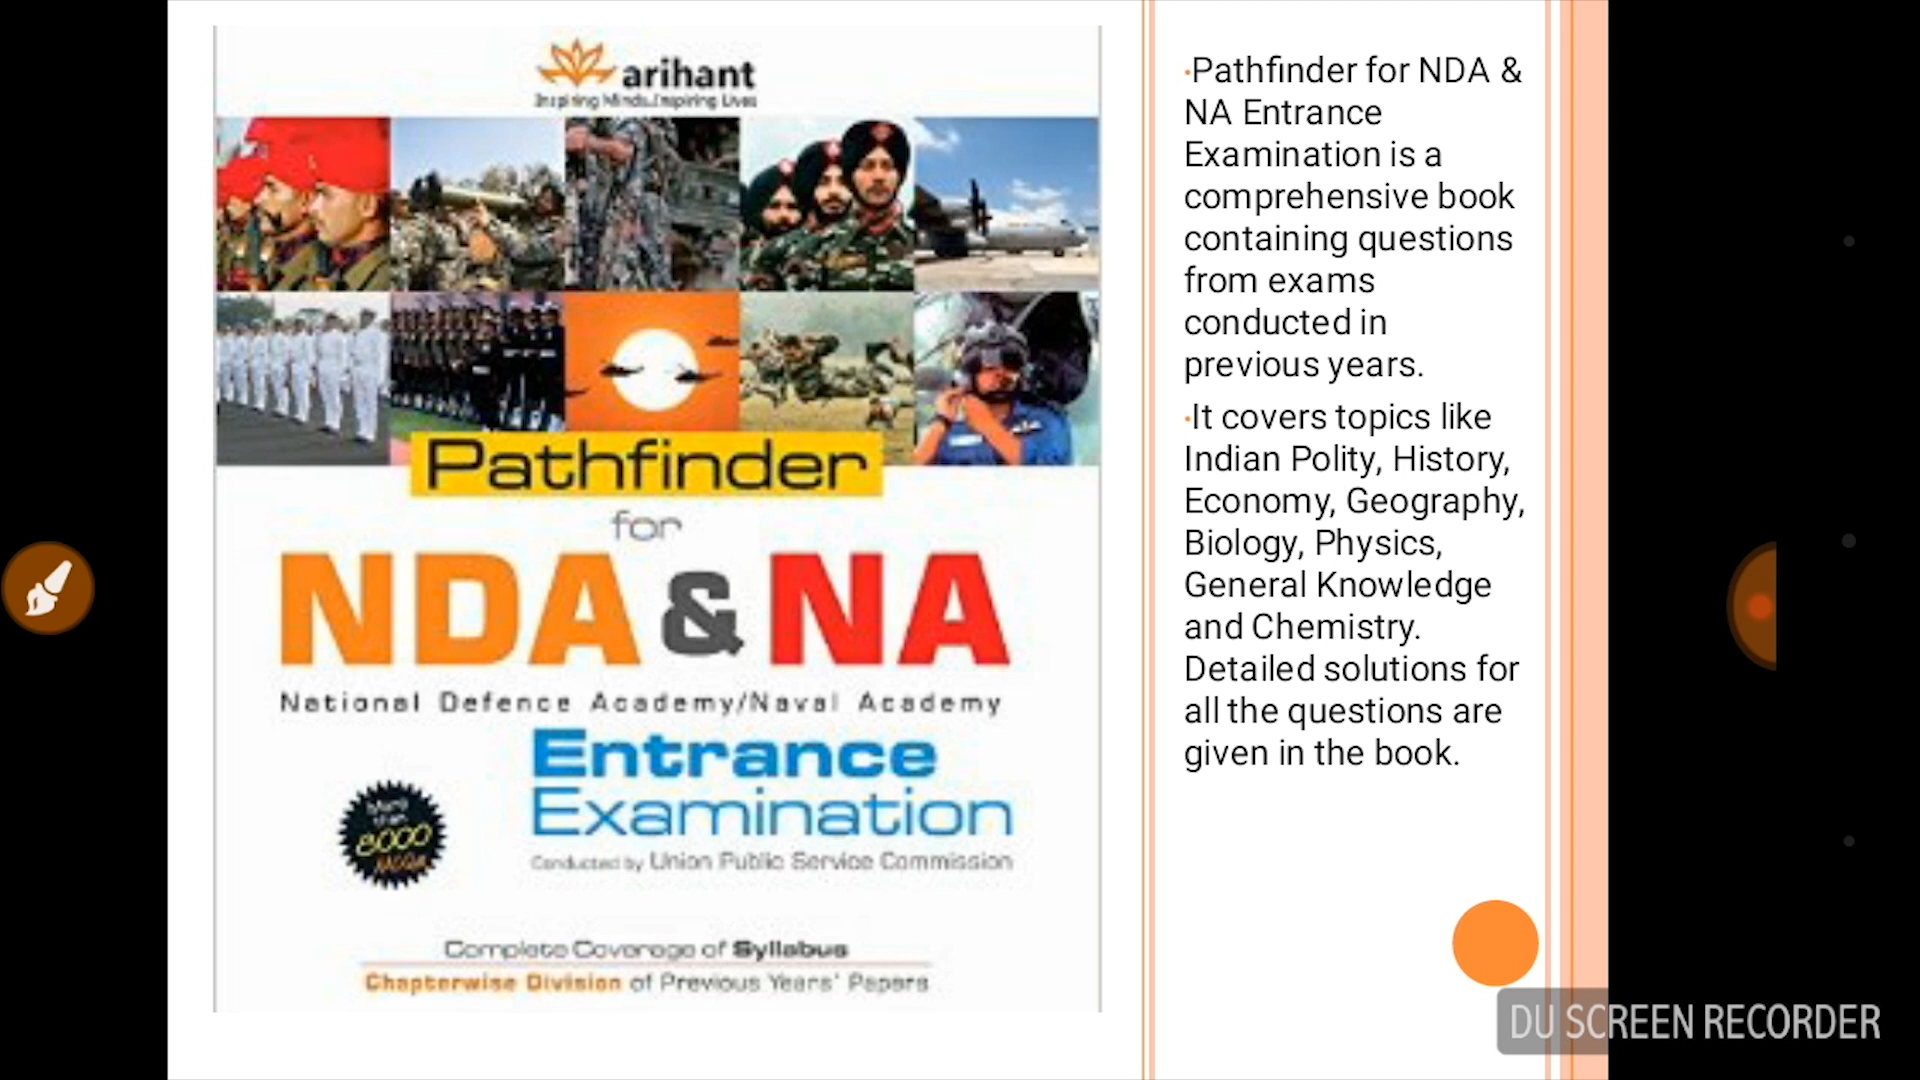 arihant
Inspiring Minds, Inspiring Lives
Pathfinder
for
NDA & NA
National Defence Academy/Naval Academy
Entrance
Examination
Conducted by Union Public Service Commission
More
than
8000
MCQs
Complete Coverage of Syllabus
Chapterwise Division of Previous Years' Papers
•Pathfinder for NDA &
NA Entrance
Examination is a
comprehensive book
containing questions
from exams
conducted in
previous years.
•It covers topics like
Indian Polity, History,
Economy, Geography,
Biology, Physics,
General Knowledge
and Chemistry.
Detailed solutions for
all the questions are
given in the book.
DU SCREEN RECORDER